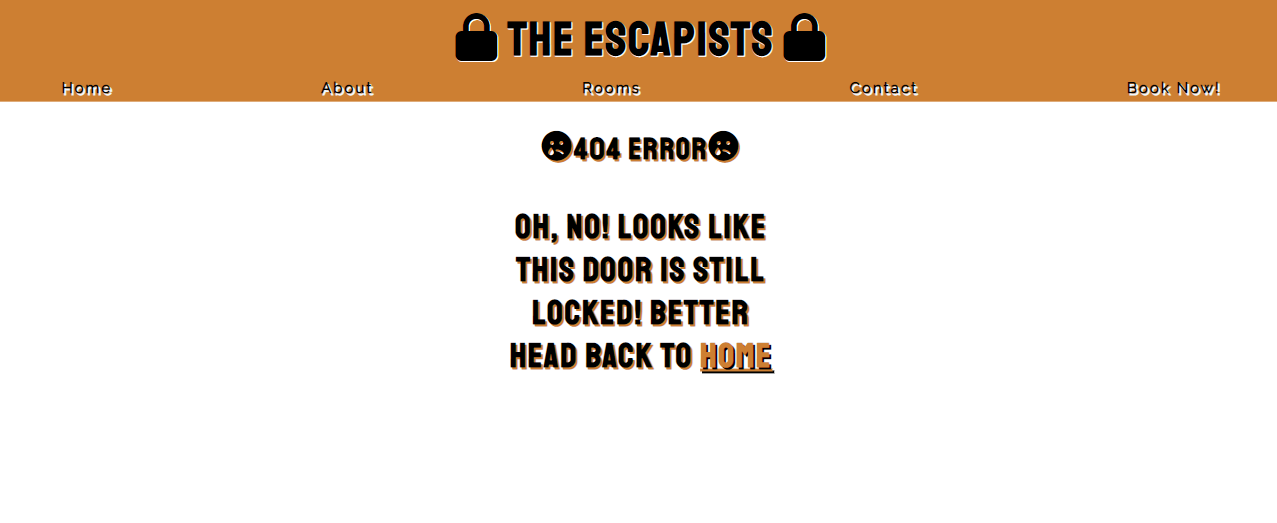 THE ESCAPISTS
Home About Rooms Contact Book Now!
404 ERROR
OH, NO! LOOKS LIKE
THIS DOOR IS STILL
LOCKED! BETTER
HEAD BACK TO HOME